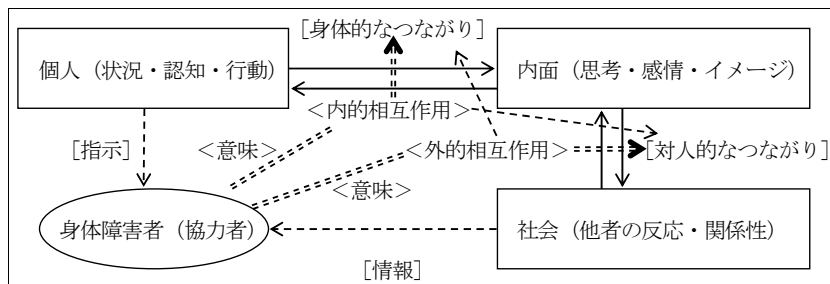 [身体的なつながり]
個人（状況・認知・行動）
内面（思考・感情・イメージ）
＜内的相互作用＞
[指示]
＜意味＞
＜外的相互作用＞
[対人的なつながり]
＜意味＞
身体障害者（協力者）
社会（他者の反応・関係性）
[情報]